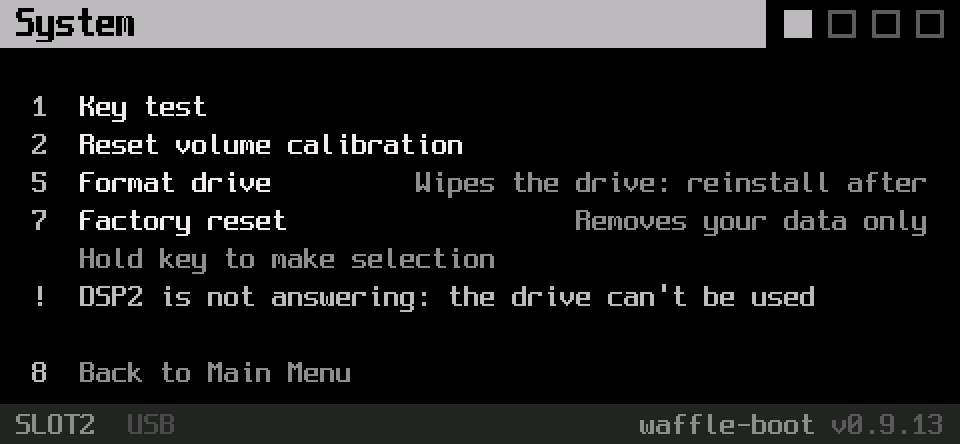 System
1 Key test
2 Reset volume calibration
5 Format drive Wipes the drive: reinstall after
7 Factory reset Removes your data only
Hold key to make selection
! DSP2 is not answering: the drive can't be used
8 Back to Main Menu
SLOT2 USB waffle-boot v0.9.13